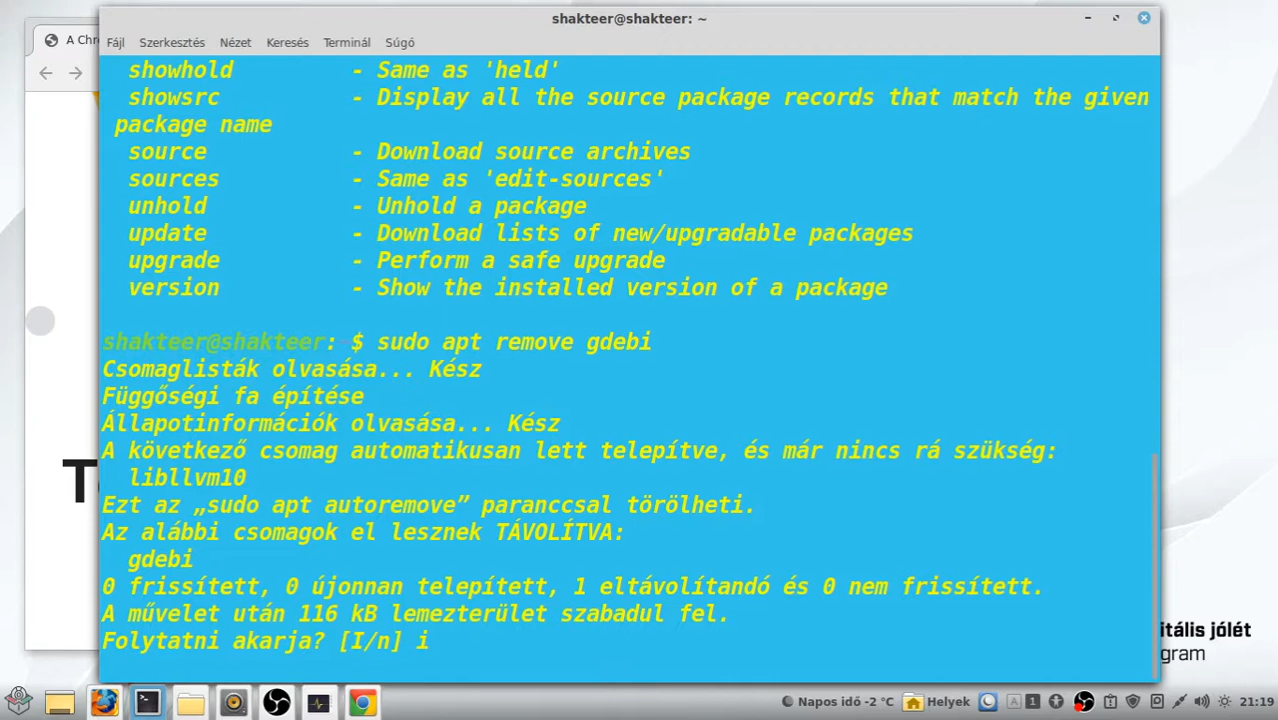 shakteer@shakteer: ~
A Chr
Fájl Szerkesztés Nézet Keresés Terminál Súgó
showhold - Same as 'held'
showsrc - Display all the source package records that match the given
package name
source - Download source archives
sources - Same as 'edit-sources'
unhold - Unhold a package
update - Download lists of new/upgradable packages
upgrade - Perform a safe upgrade
version - Show the installed version of a package
shakteer@shakteer:~$ sudo apt remove gdebi
Csomaglisták olvasása... Kész
Függőségi fa építése
Állapotinformációk olvasása... Kész
A következő csomag automatikusan lett telepítve, és már nincs rá szükség:
libllvm10
Ezt az „sudo apt autoremove” paranccsal törölheti.
Az alábbi csomagok el lesznek TÁVOLÍTVA:
gdebi
0 frissített, 0 újonnan telepített, 1 eltávolítandó és 0 nem frissített.
A művelet után 116 kB lemezterület szabadul fel.
Folytatni akarja? [I/n] i
itális jólét
gram
Napos idő -2 °C Helyek A 1 21:19